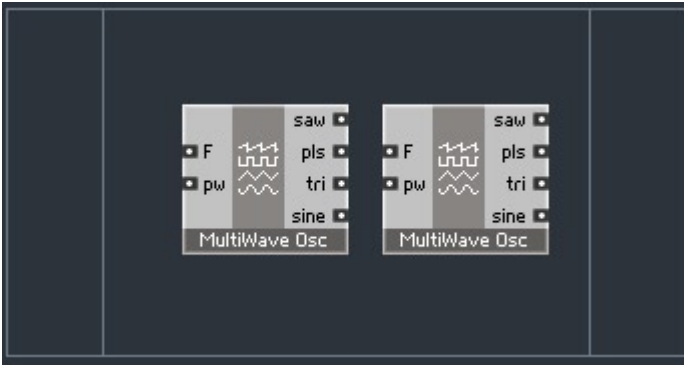 saw
F
pls
pw
tri
sine
MultiWave Osc
saw
F
pls
pw
tri
sine
MultiWave Osc